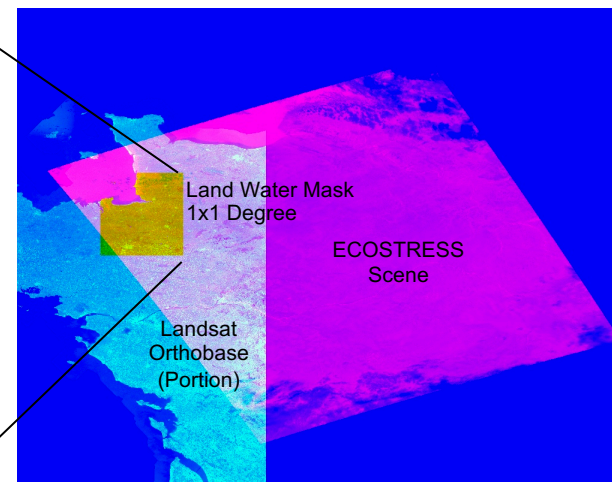 Land Water Mask
1x1 Degree
ECOSTRESS
Scene
Landsat
Orthobase
(Portion)